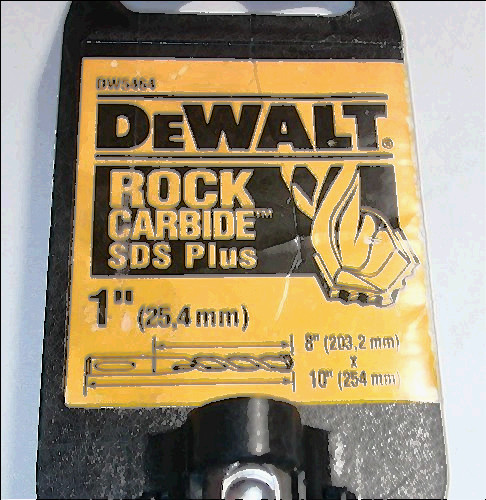 DW5454
DEWALT®
ROCK
CARBIDE™
SDS Plus
1" (25,4 mm)
8" (203,2 mm)
x
10" (254 mm)